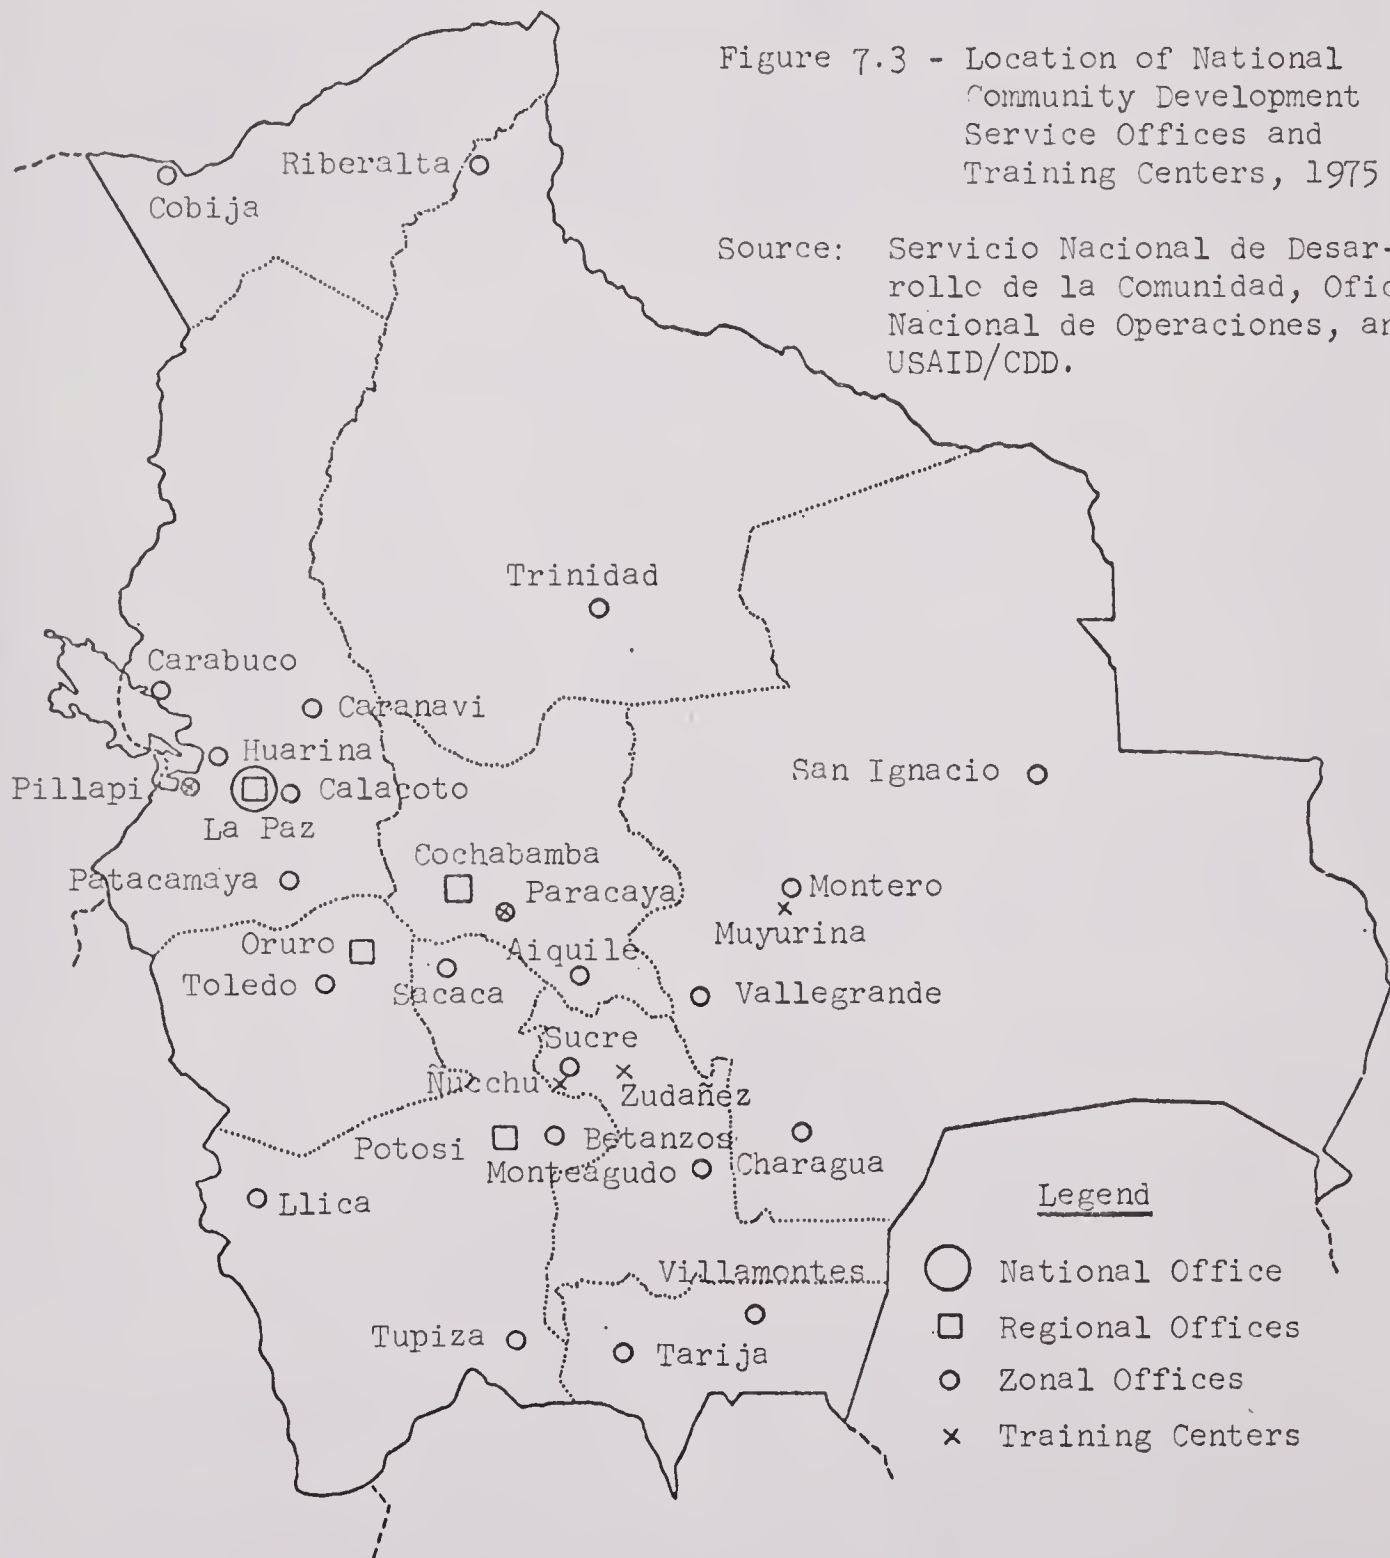 Figure 7.3 - Location of National
Community Development
Service Offices and
Training Centers, 1975
Source: Servicio Nacional de Desar-
rollo de la Comunidad,
Nacional de Operaciones,
USAID/CDD.
Riberalta
Cobija
Trinidad
Carabuco
Caranavi
Huarina
Pillapi
Calacoto
La Paz
San Ignacio
Cochabamba
Patacamaya
Paracaya
Montero
Muyurina
Oruro
Aiquile
Toledo
Sacaca
Vallegrande
Sucre
Ñucchu
Zudañez
Potosi
Betanzos
Monteagudo
Charagua
Llica
Villamontes
Tupiza
Tarija
Legend
National Office
Regional Offices
Zonal Offices
x Training Centers